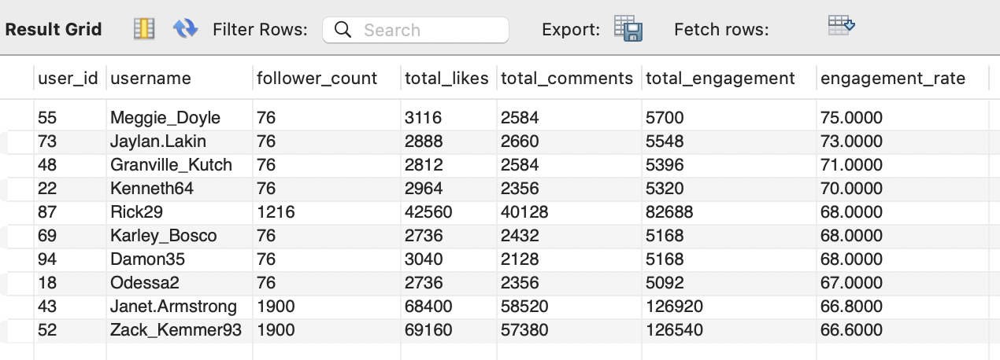 Result Grid Filter Rows: Search Export: Fetch rows:
user_id username follower_count total_likes total_comments total_engagement engagement_rate
55 Meggie_Doyle 76 3116 2584 5700 75.0000
73 Jaylan.Lakin 76 2888 2660 5548 73.0000
48 Granville_Kutch 76 2812 2584 5396 71.0000
22 Kenneth64 76 2964 2356 5320 70.0000
87 Rick29 1216 42560 40128 82688 68.0000
69 Karley_Bosco 76 2736 2432 5168 68.0000
94 Damon35 76 3040 2128 5168 68.0000
18 Odessa2 76 2736 2356 5092 67.0000
43 Janet.Armstrong 1900 68400 58520 126920 66.8000
52 Zack_Kemmer93 1900 69160 57380 126540 66.6000